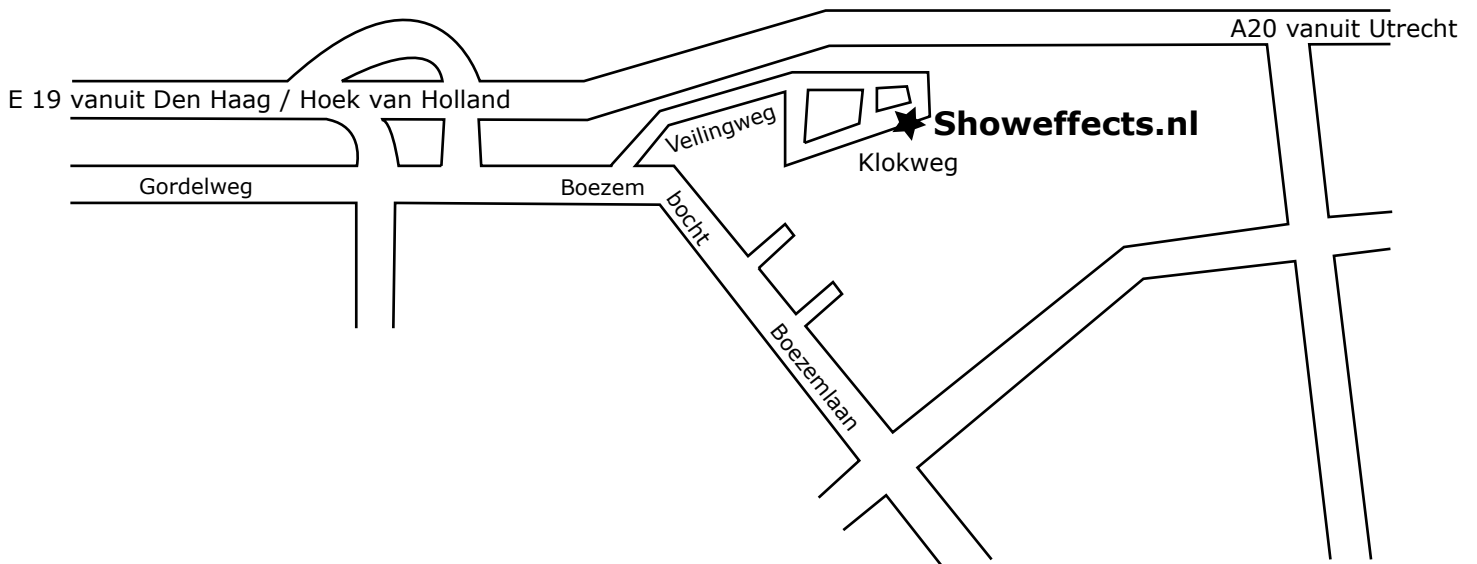 A20 vanuit Utrecht
E 19 vanuit Den Haag / Hoek van Holland
Veilingweg
Showeffects.nl
Klokweg
Gordelweg
Boezem
bocht
Boezemlaan